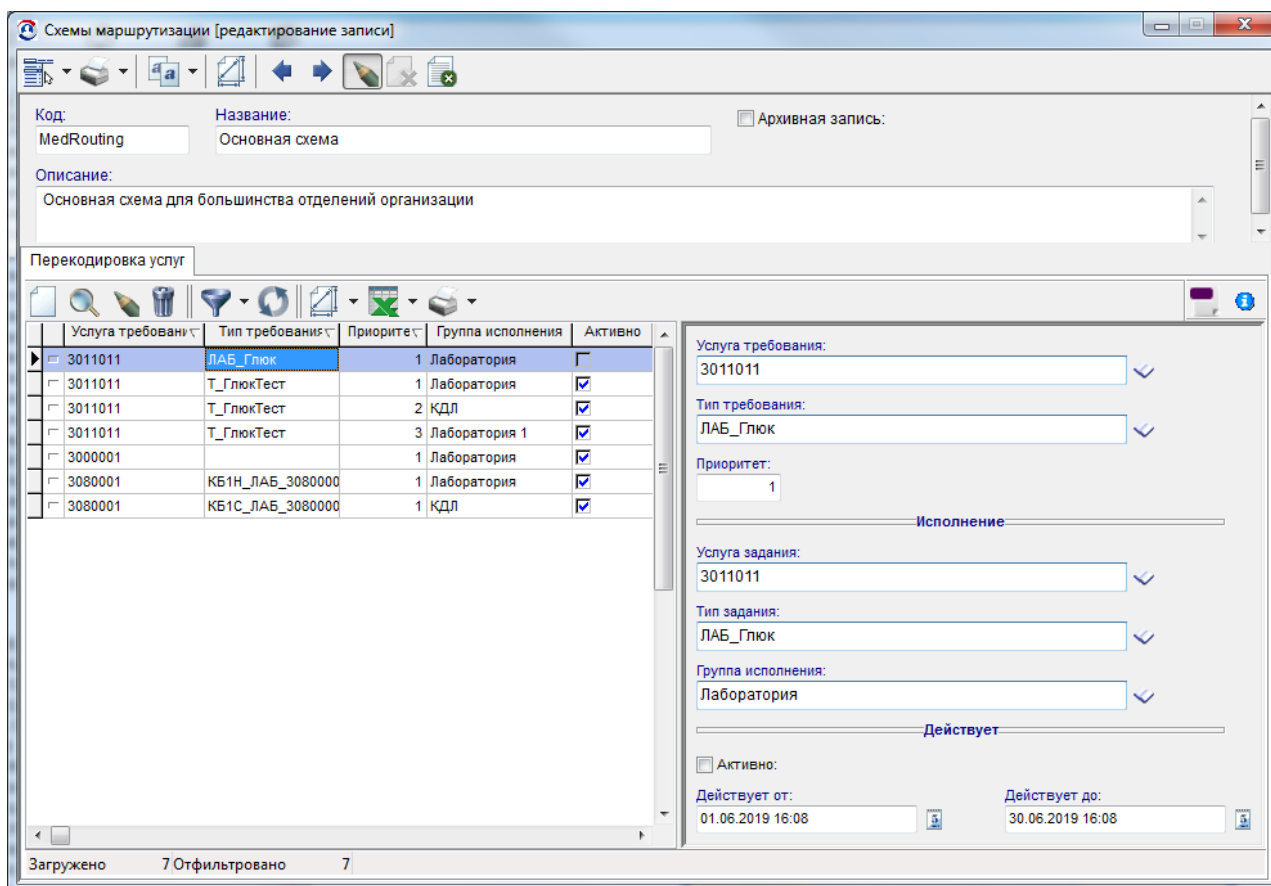 Схемы маршрутизации [редактирование записи]
Код: Название: Архивная запись:
MedRouting Основная схема
Описание:
Основная схема для большинства отделений организации
Перекодировка услуг
Услуга требовани Тип требования Приоритет Группа исполнения Активно
3011011 ЛАБ_Глюк 1 Лаборатория
3011011 Т_ГлюкТест 1 Лаборатория
3011011 Т_ГлюкТест 2 КДЛ
3011011 Т_ГлюкТест 3 Лаборатория 1
3000001 1 Лаборатория
3080001 КБ1Н_ЛАБ_3080000 1 Лаборатория
3080001 КБ1С_ЛАБ_3080000 1 КДЛ
Услуга требования:
3011011
Тип требования:
ЛАБ_Глюк
Приоритет:
1
Исполнение
Услуга задания:
3011011
Тип задания:
ЛАБ_Глюк
Группа исполнения:
Лаборатория
Действует
Активно:
Действует от: Действует до:
01.06.2019 16:08 30.06.2019 16:08
Загружено 7 Отфильтровано 7